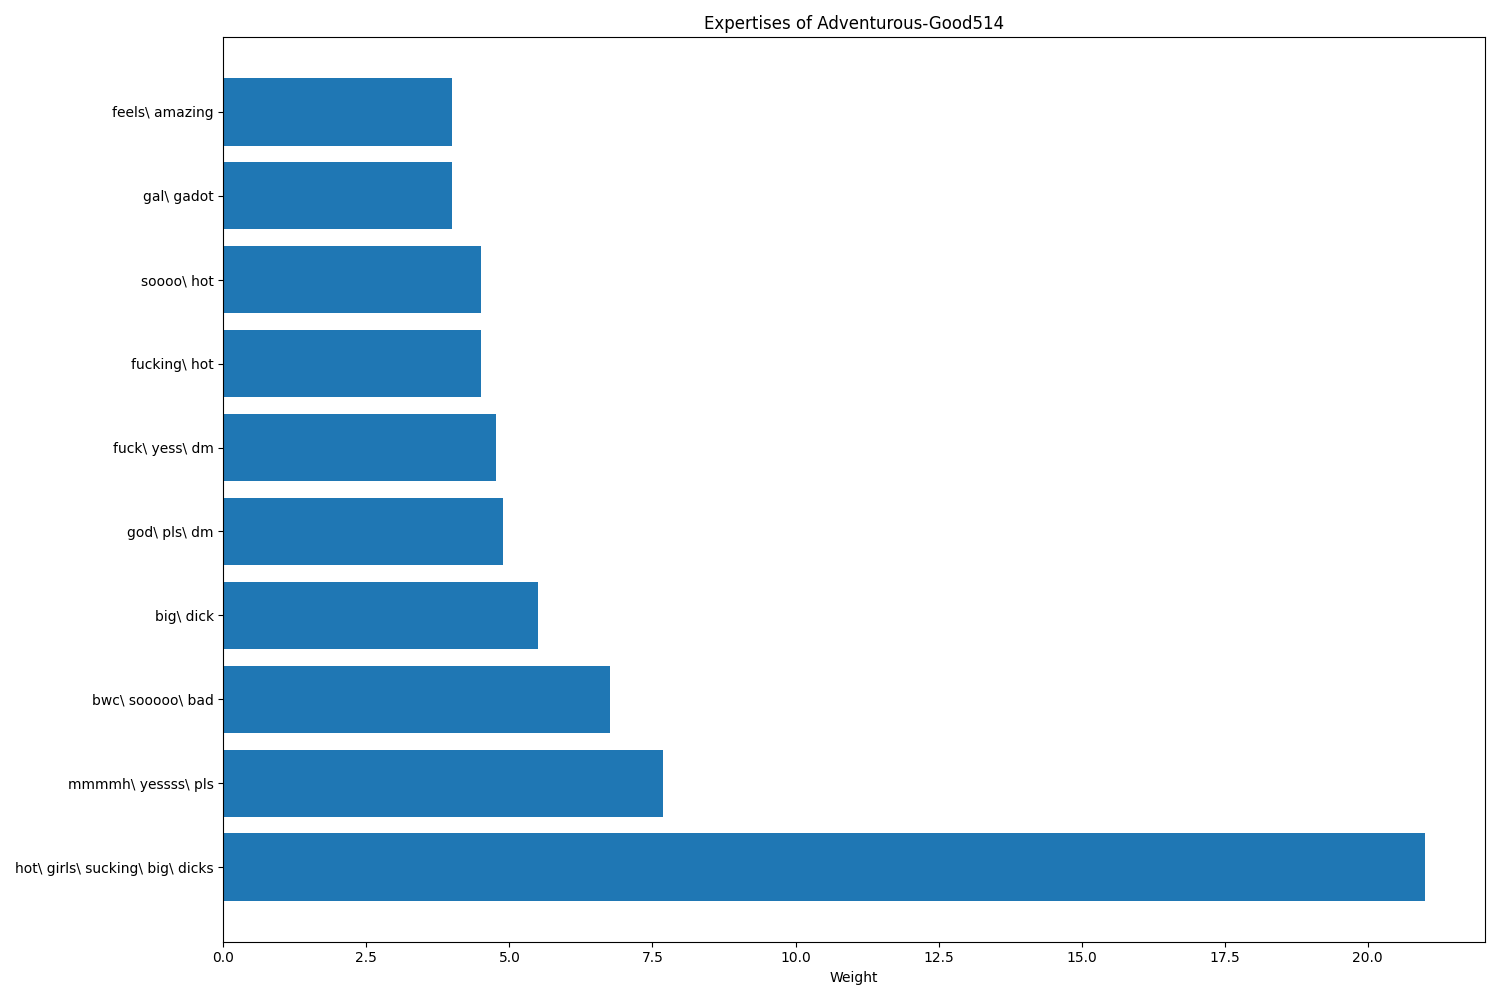 Expertises of Adventurous-Good514
feels\ amazing
gal\ gadot
soooo\ hot
fucking\ hot
fuck\ yess\ dm
god\ pls\ dm
big\ dick
bwc\ sooooo\ bad
mmmmh\ yessss\ pls
hot\ girls\ sucking\ big\ dicks
0.0 2.5 5.0 7.5 10.0 12.5 15.0 17.5 20.0
Weight